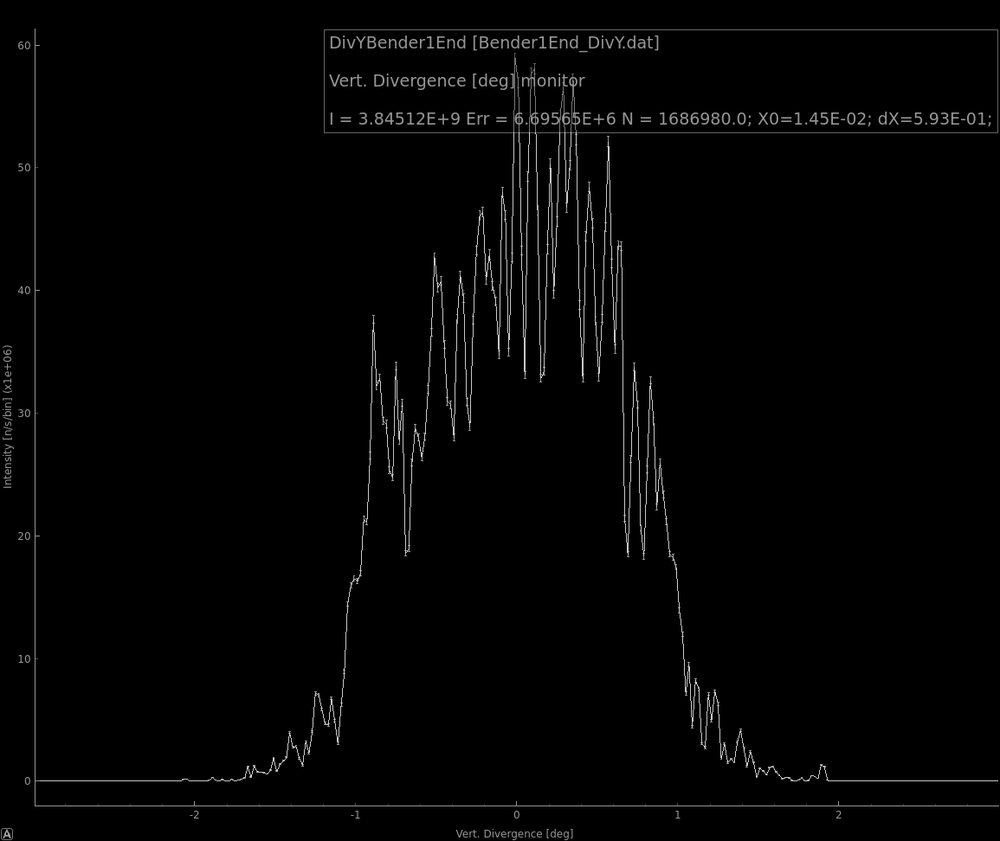 DivYBender1End [Bender1End_DivY.dat]
Vert. Divergence [deg] monitor
I = 3.84512E+9 Err = 6.69565E+6 N = 1686980.0; X0=1.45E-02; dX=5.93E-01;
60
50
40
30
20
10
0
Intensity [n/s/bin] (x1e+06)
-2
-1
0
1
2
Vert. Divergence [deg]
A